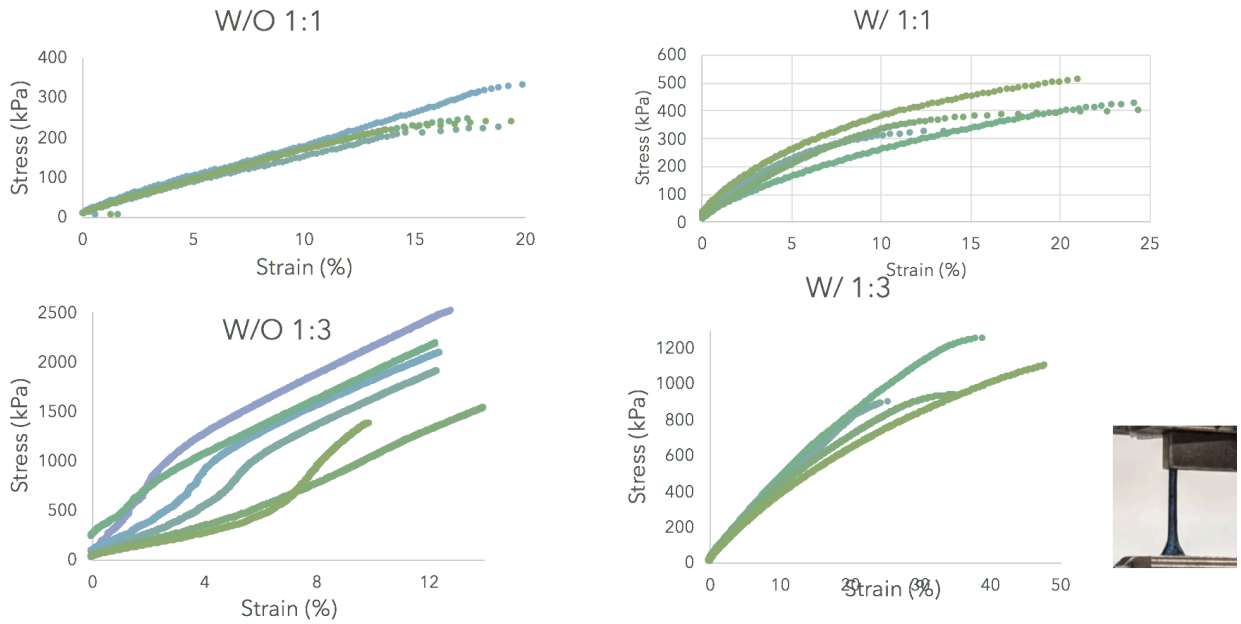 W/O 1:1
Stress (kPa)
400
300
200
100
0
0 5 10 15 20
Strain (%)
W/ 1:1
Stress (kPa)
600
500
400
300
200
100
0
0 5 10 15 20 25
Strain (%)
W/O 1:3
Stress (kPa)
2500
2000
1500
1000
500
0
0 4 8 12
Strain (%)
W/ 1:3
Stress (kPa)
1200
1000
800
600
400
200
0
0 10 20 30 40 50
Strain (%)